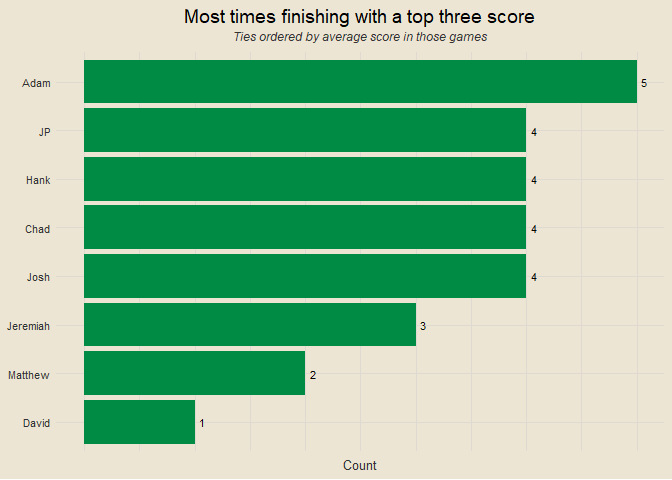 Most times finishing with a top three score
Ties ordered by average score in those games
Adam 5
JP 4
Hank 4
Chad 4
Josh 4
Jeremiah 3
Matthew 2
David 1
Count